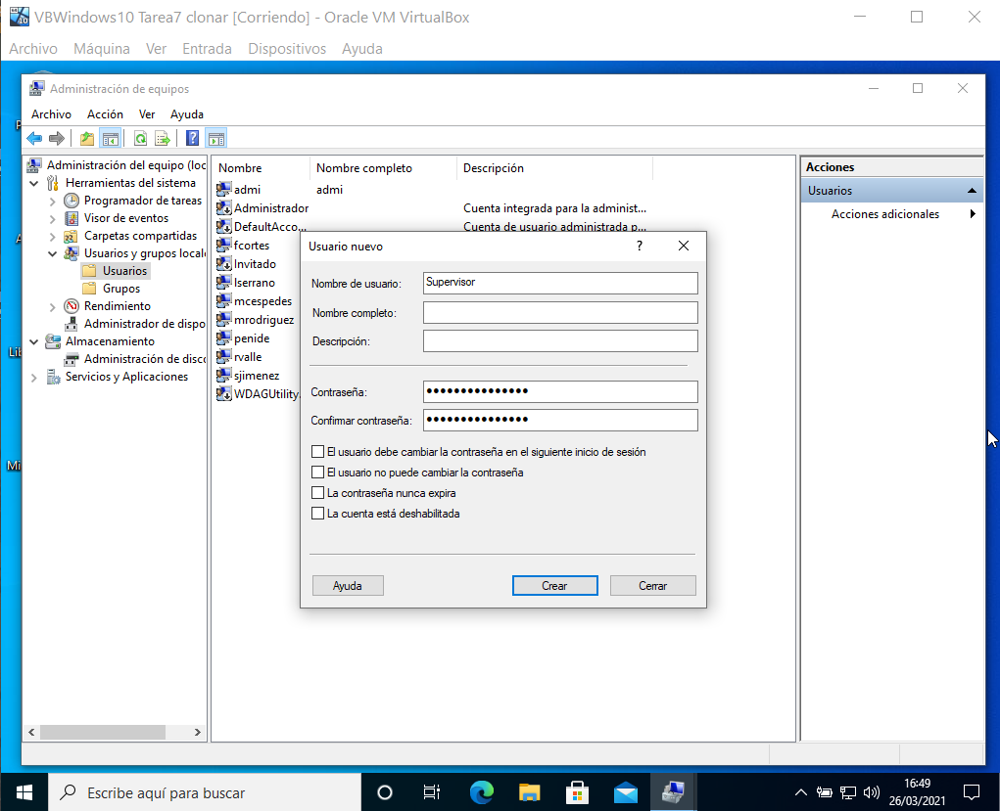 VBWindows10 Tarea7 clonar [Corriendo] - Oracle VM VirtualBox
Archivo Máquina Ver Entrada Dispositivos Ayuda
Administración de equipos
Archivo Acción Ver Ayuda
Administración del equipo (loc
Herramientas del sistema
Programador de tareas
Visor de eventos
Carpetas compartidas
Usuarios y grupos locale
Usuarios
Grupos
Rendimiento
Administrador de dispo
Almacenamiento
Administración de disco
Servicios y Aplicaciones
Nombre Nombre completo Descripción
admi admi
Administrador Cuenta integrada para la administ...
DefaultAcco... Cuenta de usuario administrada p...
fcortes
Invitado
lserrano
mcespedes
mrodriguez
penide
rvalle
sjimenez
WDAGUtility
Acciones
Usuarios
Acciones adicionales
Usuario nuevo ?
Nombre de usuario: Supervisor
Nombre completo:
Descripción:
Contraseña: ●●●●●●●●●●●●●●●
Confirmar contraseña: ●●●●●●●●●●●●●●●
El usuario debe cambiar la contraseña en el siguiente inicio de sesión
El usuario no puede cambiar la contraseña
La contraseña nunca expira
La cuenta está deshabilitada
Ayuda Crear Cerrar
Lib
Mi
Escribe aquí para buscar
16:49
26/03/2021